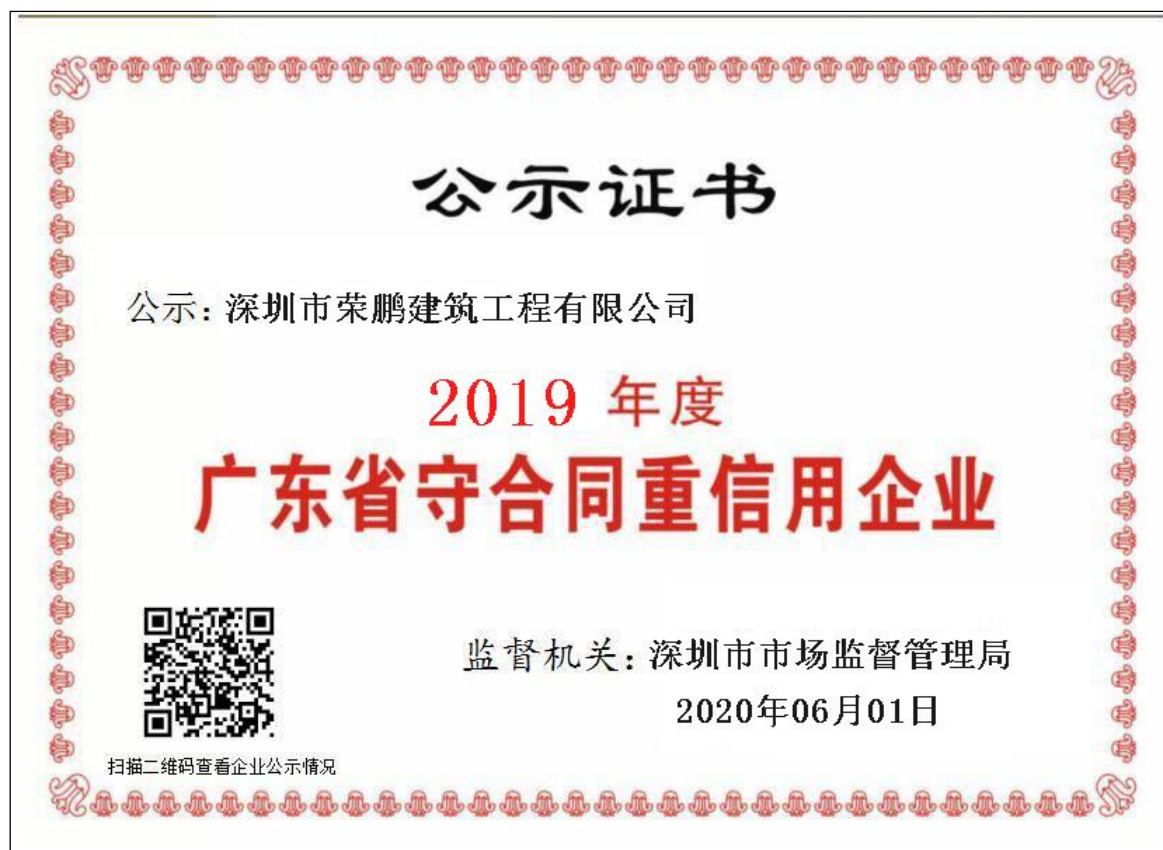 公示证书
公示：深圳市荣鹏建筑工程有限公司
2019 年度
广东省守合同重信用企业
监督机关：深圳市市场监督管理局
2020年06月01日
扫描二维码查看企业公示情况